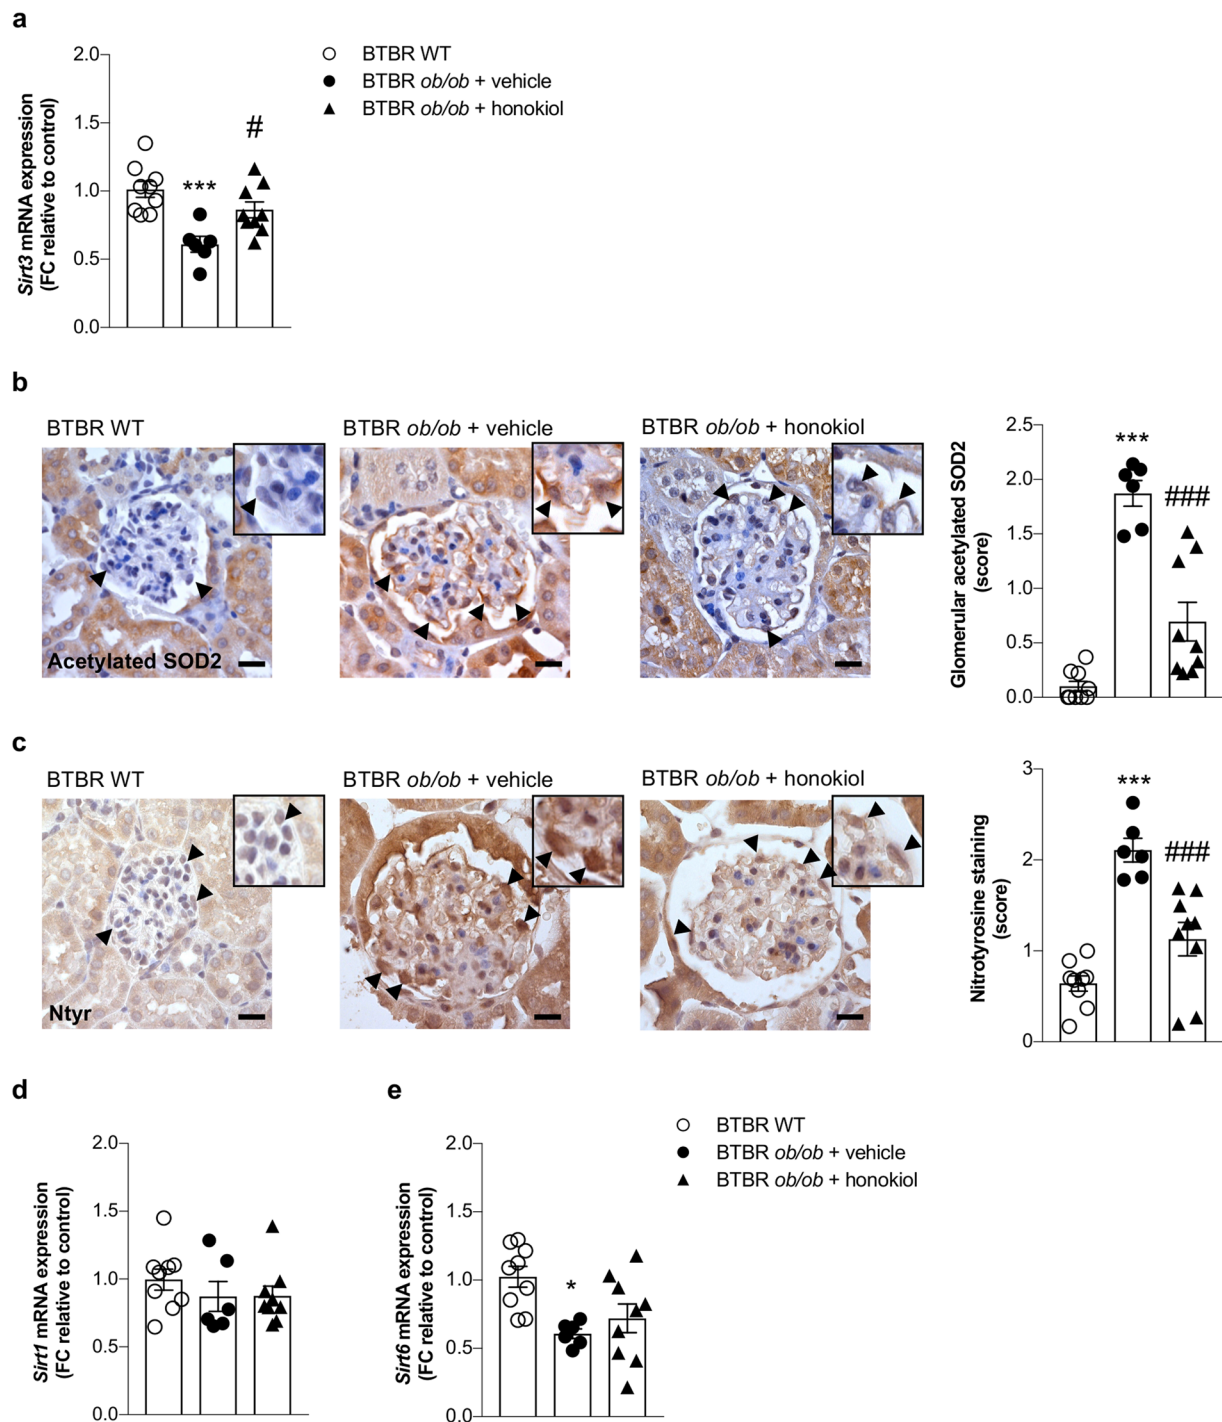 a
2.0
1.5
1.0
0.5
0.0
Sirt3 mRNA expression
(FC relative to control)
***
#
BTBR WT
BTBR ob/ob + vehicle
BTBR ob/ob + honokiol
b
BTBR WT
BTBR ob/ob + vehicle
BTBR ob/ob + honokiol
Acetylated SOD2
Glomerular acetylated SOD2
(score)
2.5
2.0
1.5
1.0
0.5
0.0
***
###
c
BTBR WT
BTBR ob/ob + vehicle
BTBR ob/ob + honokiol
Ntyr
Nitrotyrosine staining
(score)
3
2
1
0
***
###
d
2.0
1.5
1.0
0.5
0.0
Sirt1 mRNA expression
(FC relative to control)
e
2.0
1.5
1.0
0.5
0.0
Sirt6 mRNA expression
(FC relative to control)
*
BTBR WT
BTBR ob/ob + vehicle
BTBR ob/ob + honokiol